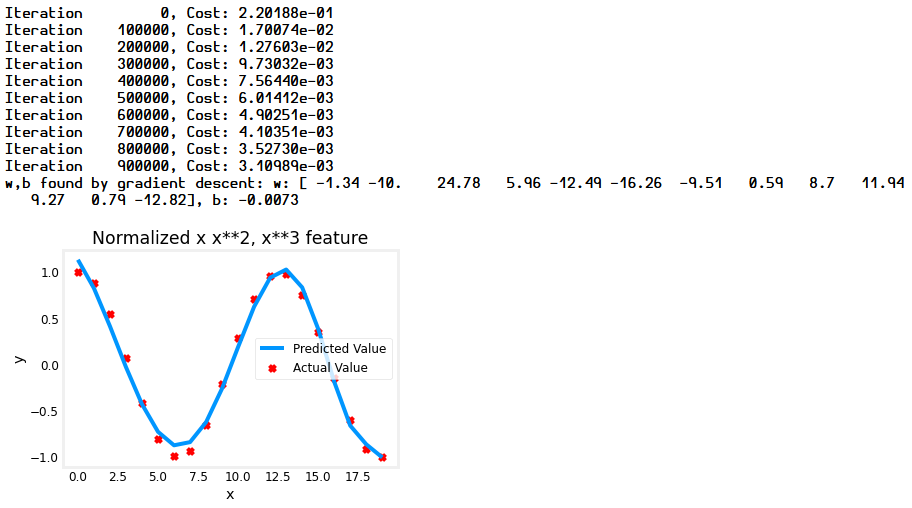 Iteration         0, Cost: 2.20188e-01
Iteration    100000, Cost: 1.70074e-02
Iteration    200000, Cost: 1.27603e-02
Iteration    300000, Cost: 9.73032e-03
Iteration    400000, Cost: 7.56440e-03
Iteration    500000, Cost: 6.01412e-03
Iteration    600000, Cost: 4.90251e-03
Iteration    700000, Cost: 4.10351e-03
Iteration    800000, Cost: 3.52730e-03
Iteration    900000, Cost: 3.10989e-03
w,b found by gradient descent: w: [ -1.34 -10.    24.78   5.96 -12.49 -16.26  -9.51   0.59   8.7   11.94
   9.27   0.79 -12.82], b: -0.0073
Normalized x x**2, x**3 feature
1.0
0.5
0.0
−0.5
−1.0
y
Predicted Value
Actual Value
0.0 2.5 5.0 7.5 10.0 12.5 15.0 17.5
x